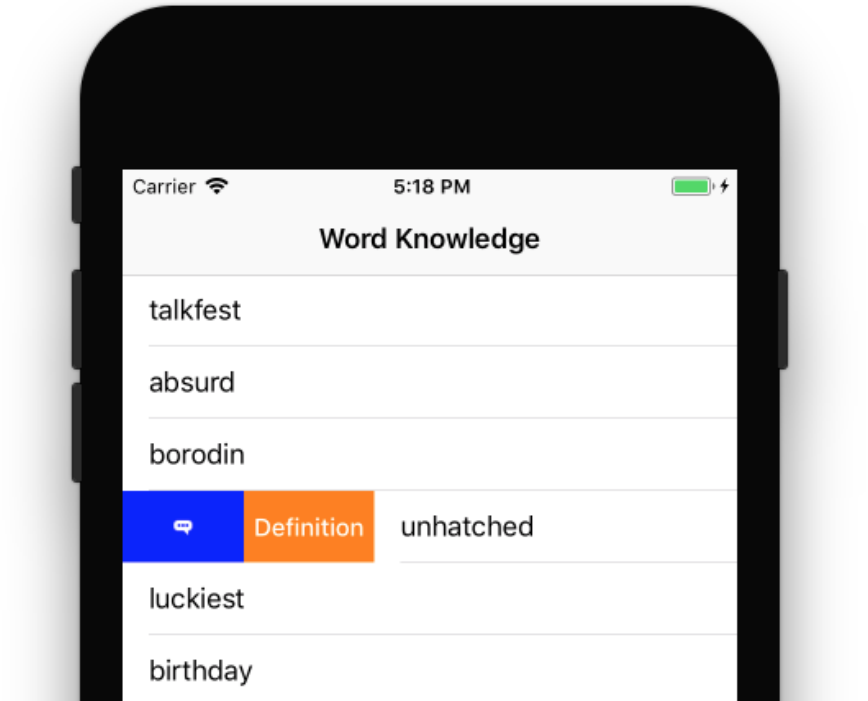 Carrier 5:18 PM
Word Knowledge
talkfest
absurd
borodin
Definition unhatched
luckiest
birthday